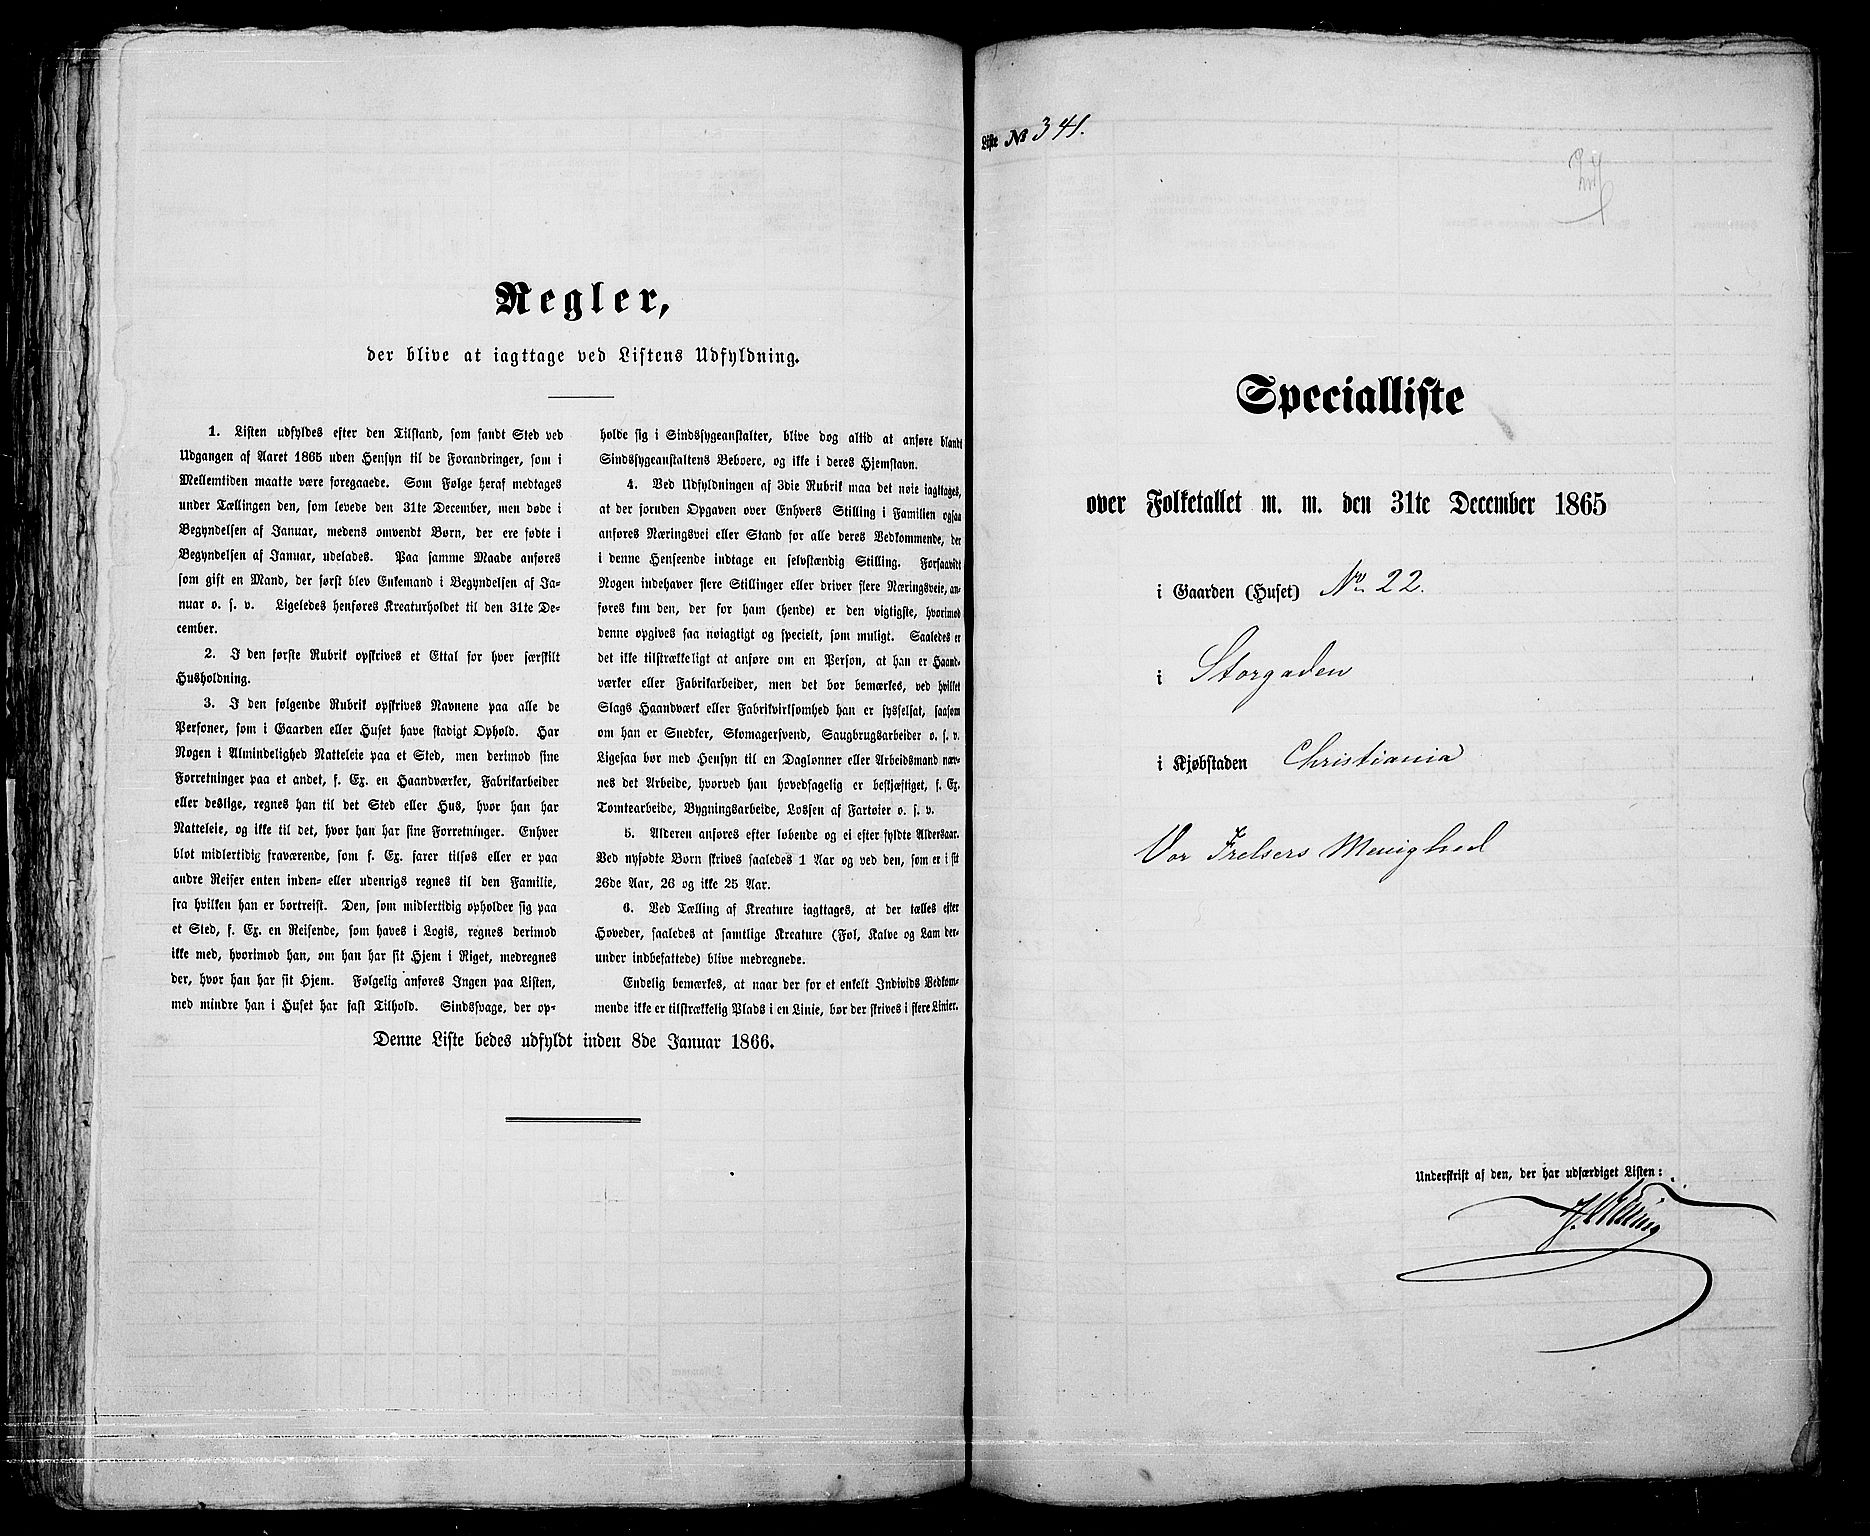 Regler,
der blive at iagttage ved Listens Udfyldning.
1. Listen udfyldes efter den Tilstand, som fandt Sted ved
Udgangen af Aaret 1865 uden Hensyn til de Forandringer, som i
Mellemtiden maatte være foregaaede. Som Følge heraf medtages
under Tællingen den, som levede den 31te December, men døde i
Begyndelsen af Januar, medens omvendt Børn, der ere fødte i
Begyndelsen af Januar, udelades. Paa samme Maade anføres
som gift en Mand, der først blev Enkemand i Begyndelsen af Ja-
nuar o. s. v. Ligeledes henføres Kreaturholdet til den 31te De-
cember.
2. I den første Rubrik opskrives et Ettal for hver særskilt
Husholdning.
3. I den følgende Rubrik opskrives Navnene paa alle de
Personer, som i Gaarden eller Huset have stadigt Ophold. Har
Nogen i Almindelighed Natteleie paa et Sted, men derimod sine
Forretninger paa et andet, f. Ex. en Haandværker, Fabrikarbeider
eller deslige, regnes han til det Sted eller Hus, hvor han har
Natteleie, og ikke til det, hvor han har sine Forretninger. Enhver
blot midlertidig fraværende, som f. Ex. farer tilsøs eller er paa
andre Reiser enten inden- eller udenrigs regnes til den Familie,
fra hvilken han er bortreist. Den, som midlertidig opholder sig paa
et Sted, f. Ex. en Reisende, som haves i Logis, regnes derimod
ikke med, hvorimod han, om han har sit Hjem i Riget, medregnes
der, hvor han har sit Hjem. Følgelig anføres Ingen paa Listen,
med mindre han i Huset har fast Tilhold. Sindssvage, der op-
holde sig i Sindssygeanstalter, blive dog altid at anføre blandt
Sindssygeanstaltens Beboere, og ikke i deres Hjemstavn.
4. Ved Udfyldningen af 3die Rubrik maa det nøie iagttages,
at der foruden Opgaven over Enhvers Stilling i Familien ogsaa
anføres Næringsvei eller Stand for alle deres Vedkommende, der
i denne Henseende indtage en selvstændig Stilling. Forsaavidt
Nogen indehaver flere Stillinger eller driver flere Næringsveie, an-
føres kun den, der for ham (hende) er den vigtigste, hvorimod
denne opgives saa nøiagtigt og specielt, som muligt. Saaledes er
det ikke tilstrækkeligt at anføre om en Person, at han er Haand-
værker eller Fabrikarbeider, men det bør bemærkes, ved hvilket
Slags Haandværk eller Fabrikvirksomhed han er sysselsat, saasom
om han er Snedker, Skomagersvend, Saugbrugsarbeider o. s. v.
Ligesaa bør med Hensyn til en Daglønner eller Arbeidsmand næv-
nes det Arbeide, hvorved han hovedsagelig er beskjæftiget, f. Ex.
Tomtearbeide, Bygningsarbeide, Losjen af Fartøier o. s. v.
5. Alderen anføres efter løbende og ei efter fyldte Aldersaar.
Ved nyfødte Børn skrives saaledes 1 Aar og ved den, som er i sit
26de Aar, 26 og ikke 25 Aar.
6. Ved Tælling af Kreature iagttages, at der tælles efter
Hoveder, saaledes at samtlige Kreature (Føl, Kalve og Lam der-
under indbefattede) blive medregnede.
Endelig bemærkes, at naar der for et enkelt Individs Vedkom-
mende ikke er tilstrækkelig Plads i en Linie, bør der skrives i flere Linier.
Denne Liste bedes udfyldt inden 8de Januar 1866.
Liste № 341.
Specialliste
over Folketallet m. m. den 31te December 1865
i Gaarden (Huset) No 22.
i Storgaden
i Kjøbstaden Christiania
Vor Frelsers Menighed
Underskrift af den, der har udfærdiget Listen: